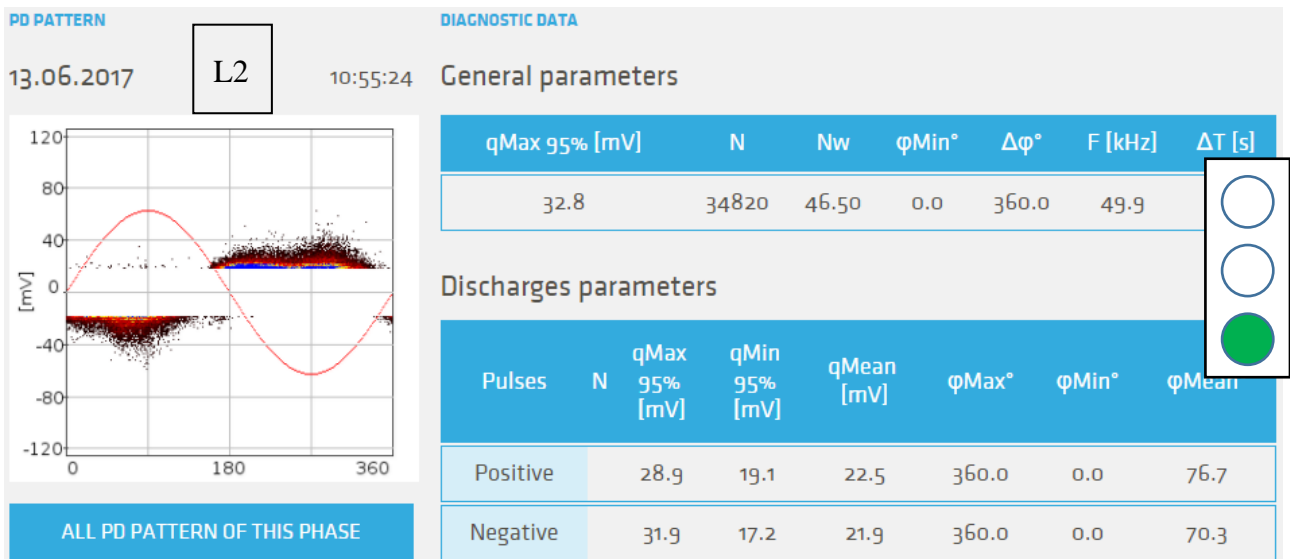 PD PATTERN
13.06.2017 L2 10:55:24
120
80
40
0
-40
-80
-120
[mV]
0 180 360
ALL PD PATTERN OF THIS PHASE
DIAGNOSTIC DATA
General parameters
qMax 95% [mV] N Nw φMin° Δφ° F [kHz] ΔT [s]
32.8 34820 46.50 0.0 360.0 49.9
Discharges parameters
Pulses N qMax 95% [mV] qMin 95% [mV] qMean [mV] φMax° φMin° φMean
Positive 28.9 19.1 22.5 360.0 0.0 76.7
Negative 31.9 17.2 21.9 360.0 0.0 70.3